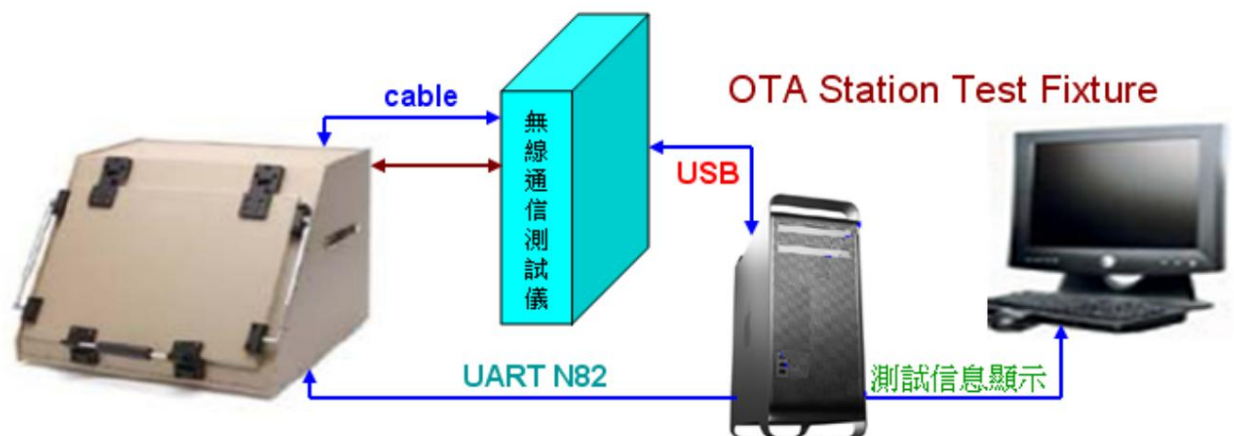 OTA Station Test Fixture
cable
無線通信測試儀
USB
UART N82
測試信息顯示